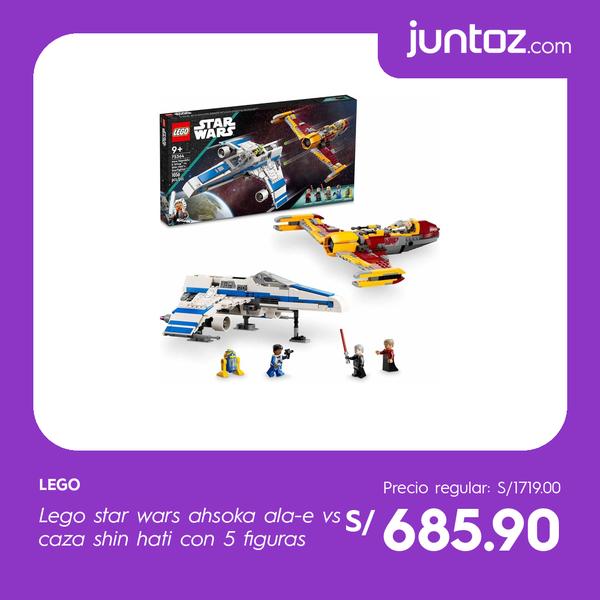 juntoz.com
LEGO
STAR
WARS
9+
75364
LEGO
Precio regular: S/1719.00
Lego star wars ahsoka ala-e vs
caza shin hati con 5 figuras
S/ 685.90